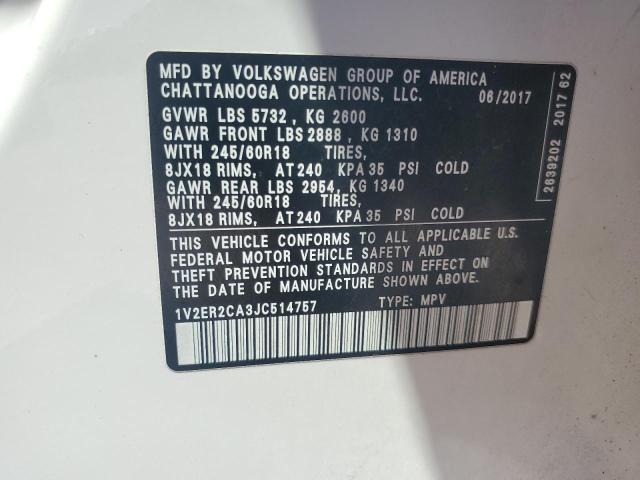 MFD BY VOLKSWAGEN GROUP OF AMERICA
CHATTANOOGA OPERATIONS, LLC. 06/2017
GVWR LBS 5732 , KG 2600
GAWR FRONT LBS 2888 , KG 1310
WITH 245/60R18 TIRES,
8JX18 RIMS, AT 240 KPA 35 PSI COLD
GAWR REAR LBS 2954, KG 1340
WITH 245/60R18 TIRES,
8JX18 RIMS, AT 240 KPA 35 PSI COLD
THIS VEHICLE CONFORMS TO ALL APPLICABLE U.S.
FEDERAL MOTOR VEHICLE SAFETY AND
THEFT PREVENTION STANDARDS IN EFFECT ON
THE DATE OF MANUFACTURE SHOWN ABOVE.
1V2ER2CA3JC514757 TYPE: MPV
2639202 2017 62